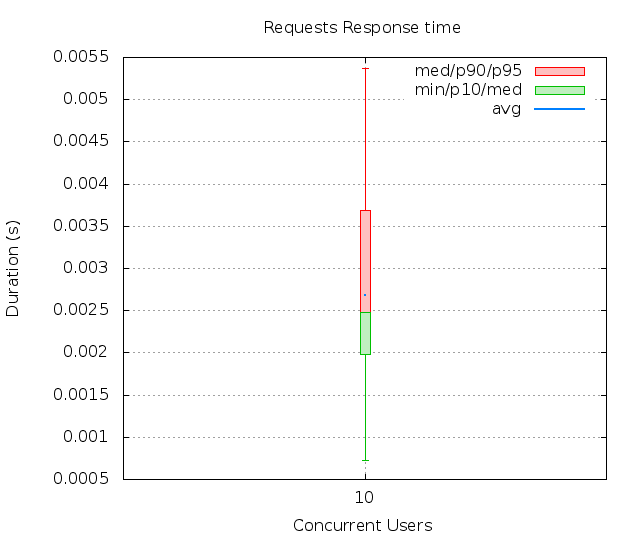 Requests Response time
0.0055
0.005
0.0045
0.004
0.0035
0.003
0.0025
0.002
0.0015
0.001
0.0005
Duration (s)
med/p90/p95
min/p10/med
avg
10
Concurrent Users